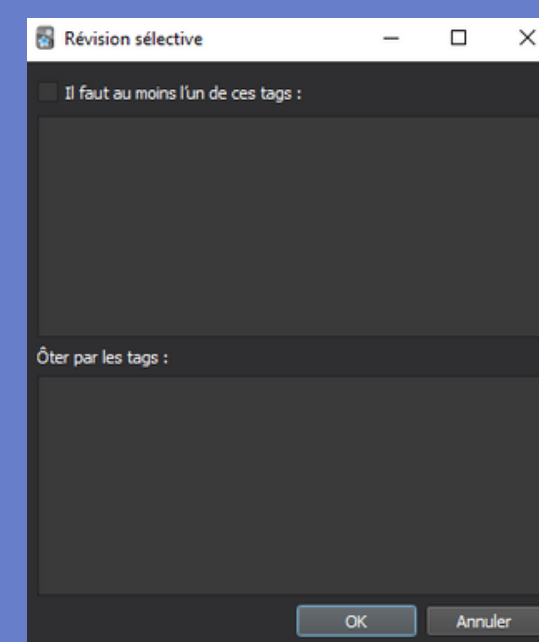 Révision sélective
Il faut au moins l'un de ces tags :
Ôter par les tags :
OK Annuler